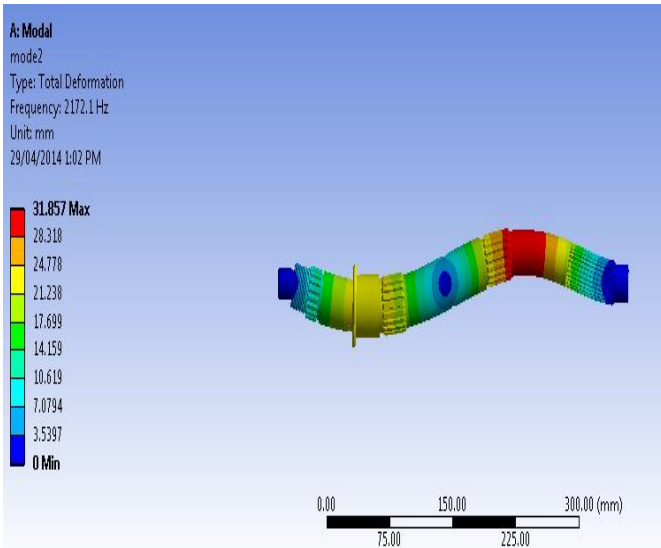 A: Modal
mode2
Type: Total Deformation
Frequency: 2172.1 Hz
Unit: mm
29/04/2014 1:02 PM
31.857 Max
28.318
24.778
21.238
17.699
14.159
10.619
7.0794
3.5397
0 Min
0.00 150.00 300.00 (mm)
75.00 225.00